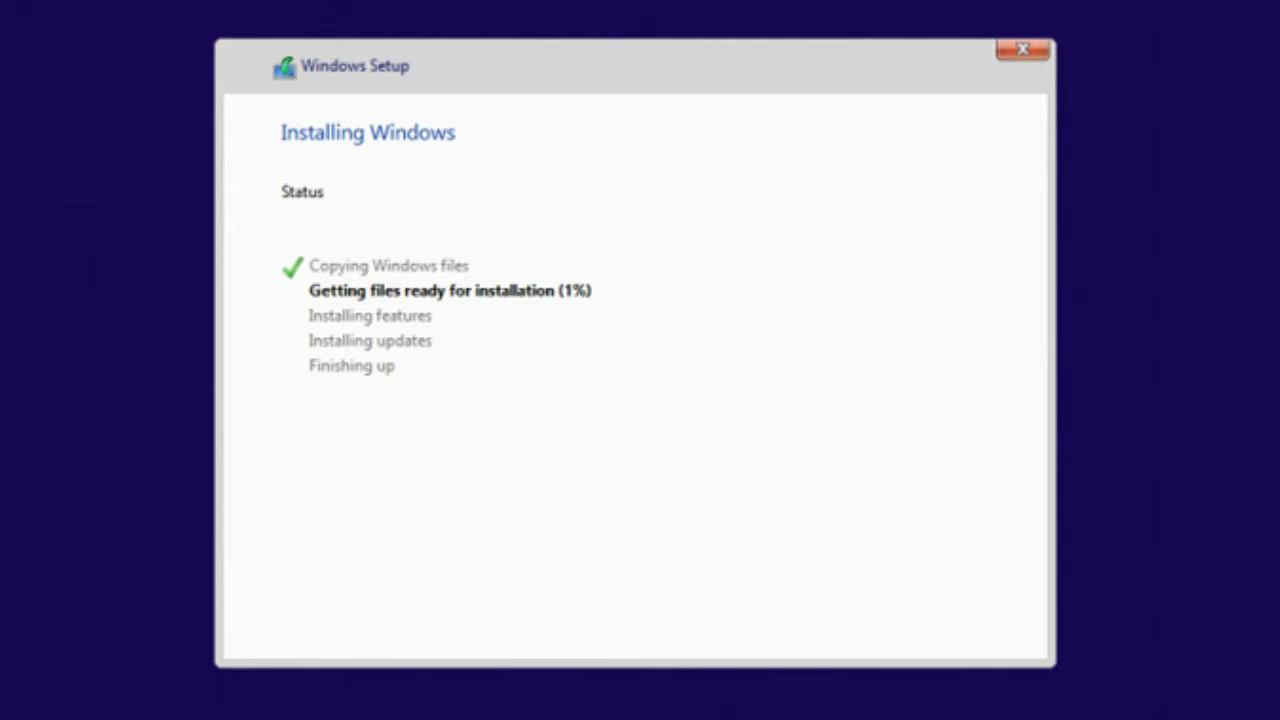 Windows Setup
Installing Windows
Status
Copying Windows files
Getting files ready for installation (1%)
Installing features
Installing updates
Finishing up